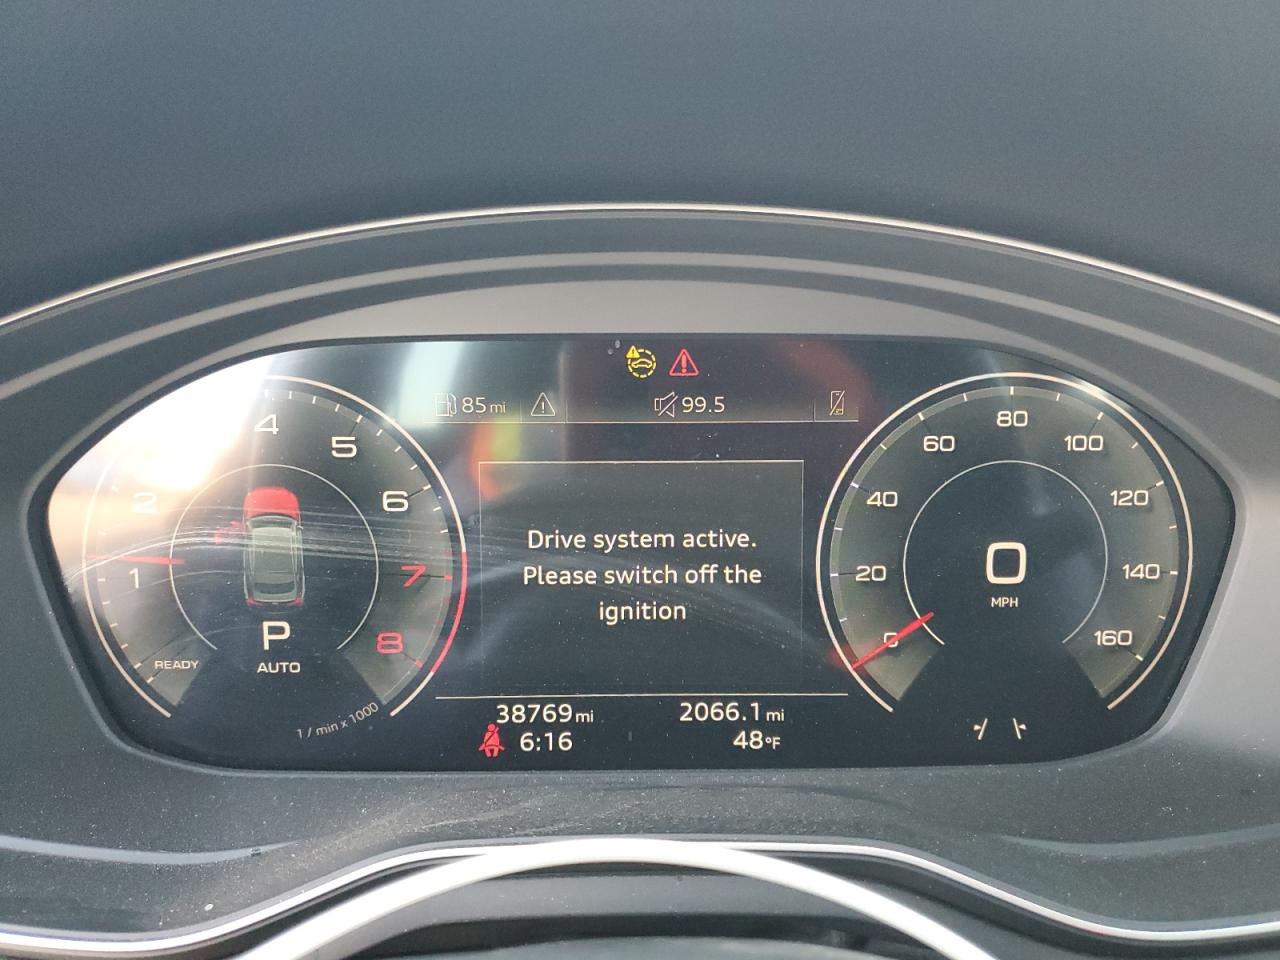 85 mi
99.5
4
5
2
6
1
7
8
P
AUTO
READY
1 / min x 1000
Drive system active.
Please switch off the
ignition
38769 mi
2066.1 mi
6:16
48°F
80
60
100
40
120
20
140
0
160
0
MPH